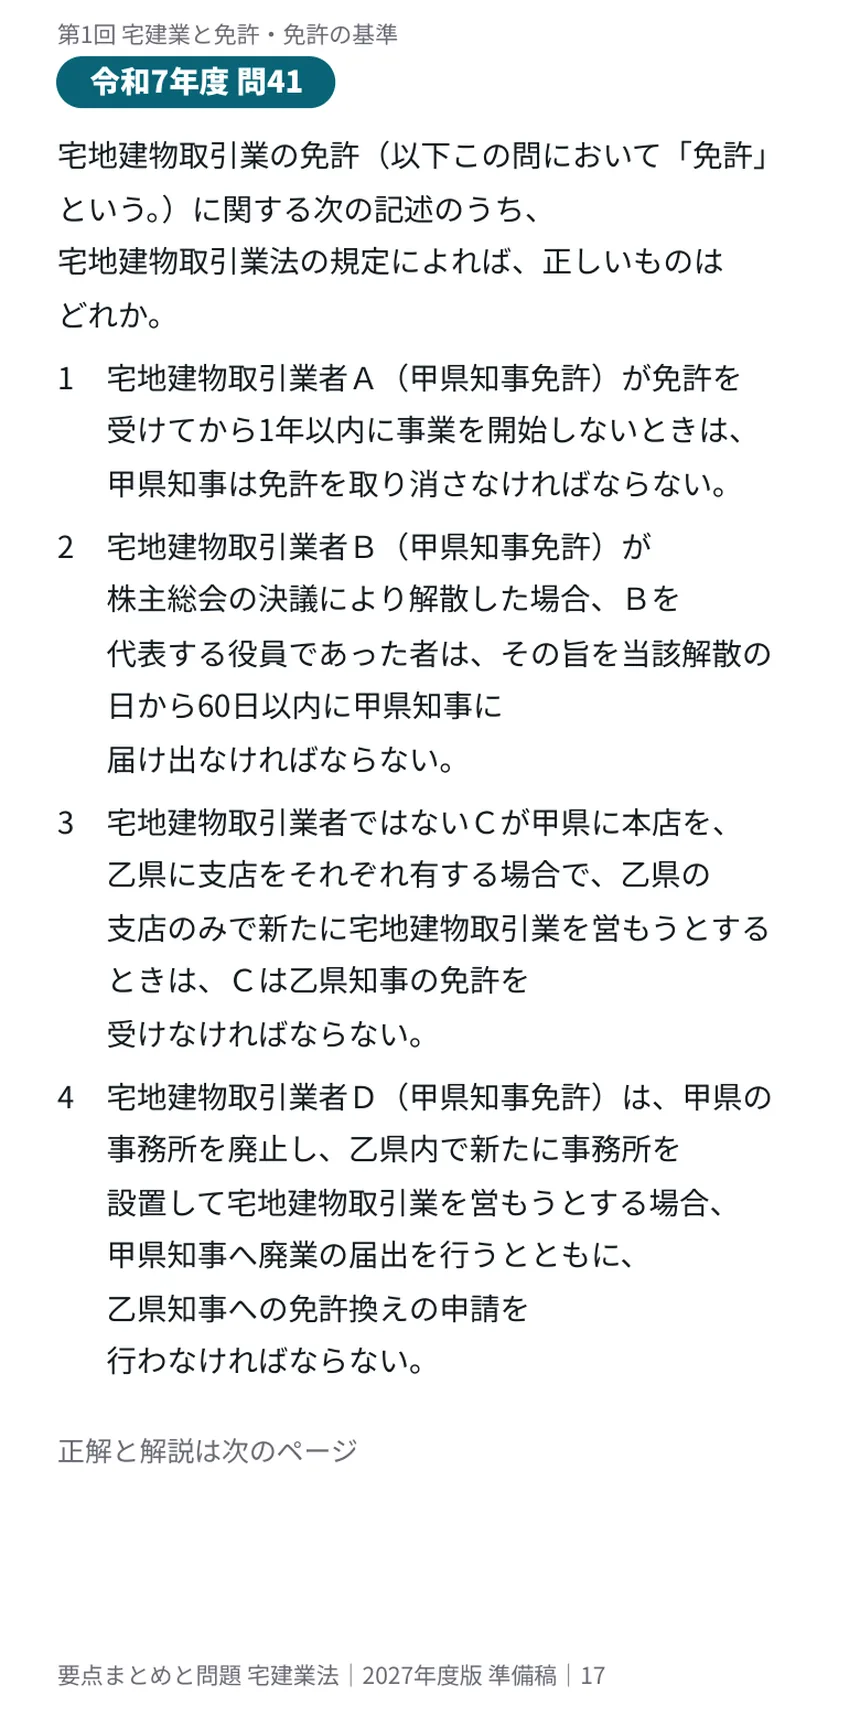 第1回 宅建業と免許・免許の基準
令和7年度 問41
宅地建物取引業の免許（以下この問において「免許」
という。）に関する次の記述のうち、
宅地建物取引業法の規定によれば、正しいものは
どれか。
1 宅地建物取引業者Ａ（甲県知事免許）が免許を
受けてから1年以内に事業を開始しないときは、
甲県知事は免許を取り消さなければならない。
2 宅地建物取引業者Ｂ（甲県知事免許）が
株主総会の決議により解散した場合、Ｂを
代表する役員であった者は、その旨を当該解散の
日から60日以内に甲県知事に
届け出なければならない。
3 宅地建物取引業者ではないＣが甲県に本店を、
乙県に支店をそれぞれ有する場合で、乙県の
支店のみで新たに宅地建物取引業を営もうとする
ときは、Ｃは乙県知事の免許を
受けなければならない。
4 宅地建物取引業者Ｄ（甲県知事免許）は、甲県の
事務所を廃止し、乙県内で新たに事務所を
設置して宅地建物取引業を営もうとする場合、
甲県知事へ廃業の届出を行うとともに、
乙県知事への免許換えの申請を
行わなければならない。
正解と解説は次のページ
要点まとめと問題 宅建業法｜2027年度版 準備稿｜17